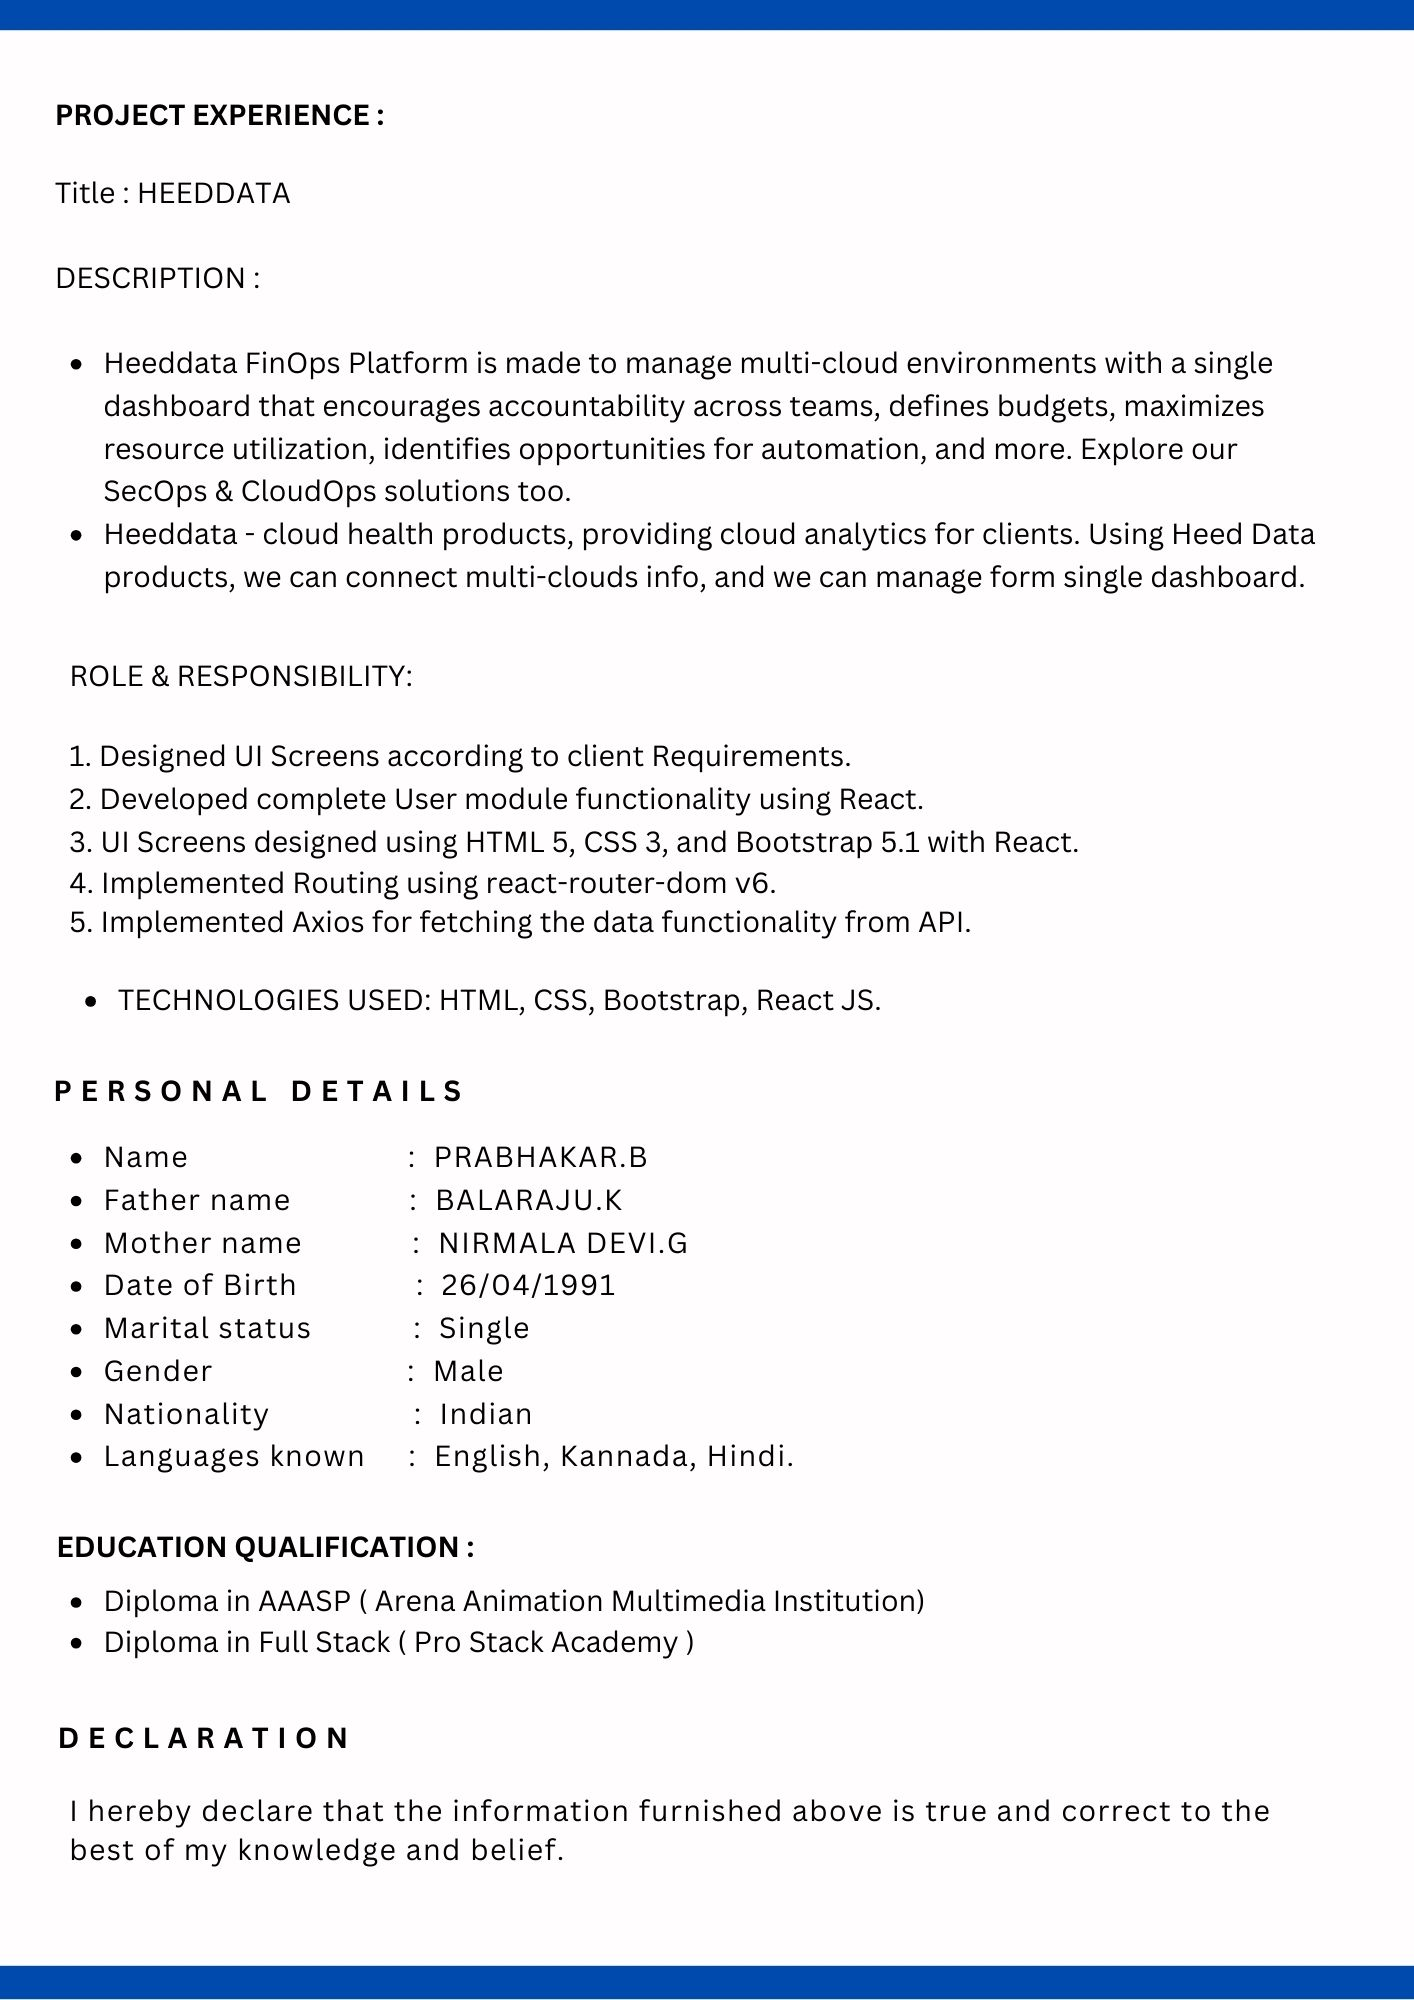 PROJECT EXPERIENCE :
Title : HEEDDATA
DESCRIPTION :
• Heeddata FinOps Platform is made to manage multi-cloud environments with a single
dashboard that encourages accountability across teams, defines budgets, maximizes
resource utilization, identifies opportunities for automation, and more. Explore our
SecOps & CloudOps solutions too.
• Heeddata - cloud health products, providing cloud analytics for clients. Using Heed Data
products, we can connect multi-clouds info, and we can manage form single dashboard.
ROLE & RESPONSIBILITY:
1. Designed UI Screens according to client Requirements.
2. Developed complete User module functionality using React.
3. UI Screens designed using HTML 5, CSS 3, and Bootstrap 5.1 with React.
4. Implemented Routing using react-router-dom v6.
5. Implemented Axios for fetching the data functionality from API.
• TECHNOLOGIES USED: HTML, CSS, Bootstrap, React JS.
PERSONAL DETAILS
• Name : PRABHAKAR.B
• Father name : BALARAJU.K
• Mother name : NIRMALA DEVI.G
• Date of Birth : 26/04/1991
• Marital status : Single
• Gender : Male
• Nationality : Indian
• Languages known : English, Kannada, Hindi.
EDUCATION QUALIFICATION :
• Diploma in AAASP ( Arena Animation Multimedia Institution)
• Diploma in Full Stack ( Pro Stack Academy )
DECLARATION
I hereby declare that the information furnished above is true and correct to the
best of my knowledge and belief.